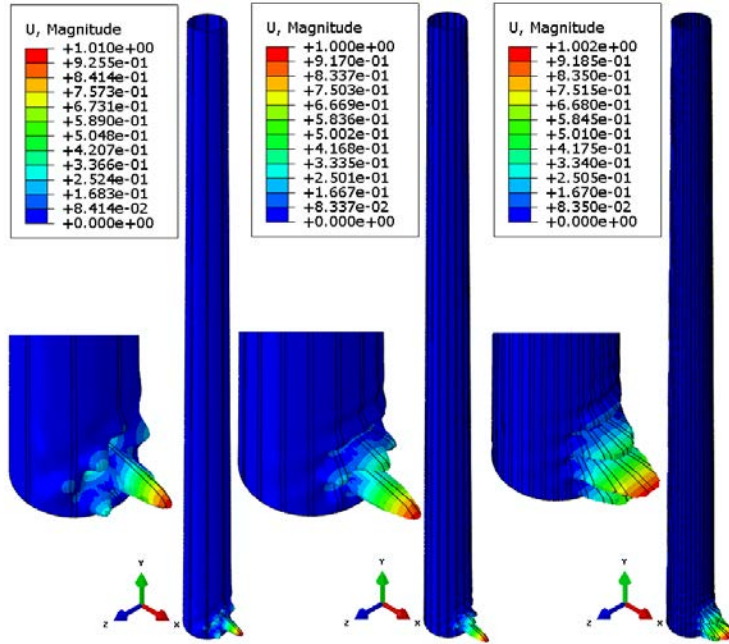 U, Magnitude
+1.010e+00
+9.255e-01
+8.414e-01
+7.573e-01
+6.731e-01
+5.890e-01
+5.048e-01
+4.207e-01
+3.366e-01
+2.524e-01
+1.683e-01
+8.414e-02
+0.000e+00
U, Magnitude
+1.000e+00
+9.170e-01
+8.337e-01
+7.503e-01
+6.669e-01
+5.836e-01
+5.002e-01
+4.168e-01
+3.335e-01
+2.501e-01
+1.667e-01
+8.337e-02
+0.000e+00
U, Magnitude
+1.002e+00
+9.185e-01
+8.350e-01
+7.515e-01
+6.680e-01
+5.845e-01
+5.010e-01
+4.175e-01
+3.340e-01
+2.505e-01
+1.670e-01
+8.350e-02
+0.000e+00
Y
Z
X
Y
Z
X
Y
Z
X